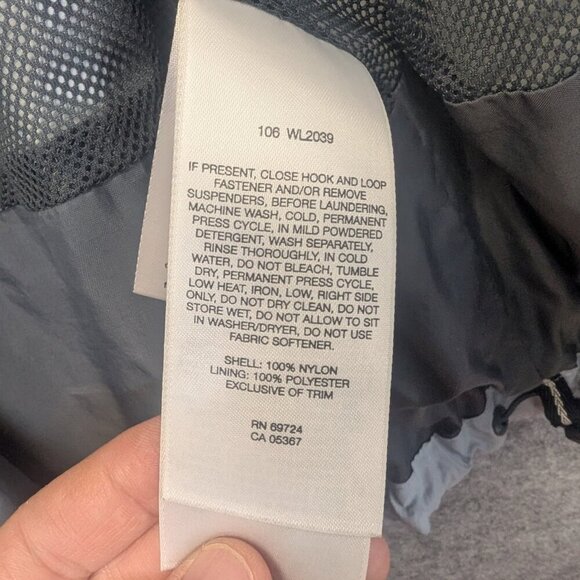 106 WL2039
IF PRESENT, CLOSE HOOK AND LOOP
FASTENER AND/OR REMOVE
SUSPENDERS, BEFORE LAUNDERING,
MACHINE WASH, COLD, PERMANENT
PRESS CYCLE, IN MILD POWDERED
DETERGENT, WASH SEPARATELY,
RINSE THOROUGHLY, IN COLD
WATER, DO NOT BLEACH, TUMBLE
DRY, PERMANENT PRESS CYCLE,
LOW HEAT, IRON, LOW, RIGHT SIDE
ONLY, DO NOT DRY CLEAN, DO NOT
STORE WET, DO NOT ALLOW TO SIT
IN WASHER/DRYER, DO NOT USE
FABRIC SOFTENER.
SHELL: 100% NYLON
LINING: 100% POLYESTER
EXCLUSIVE OF TRIM
RN 69724
CA 05367